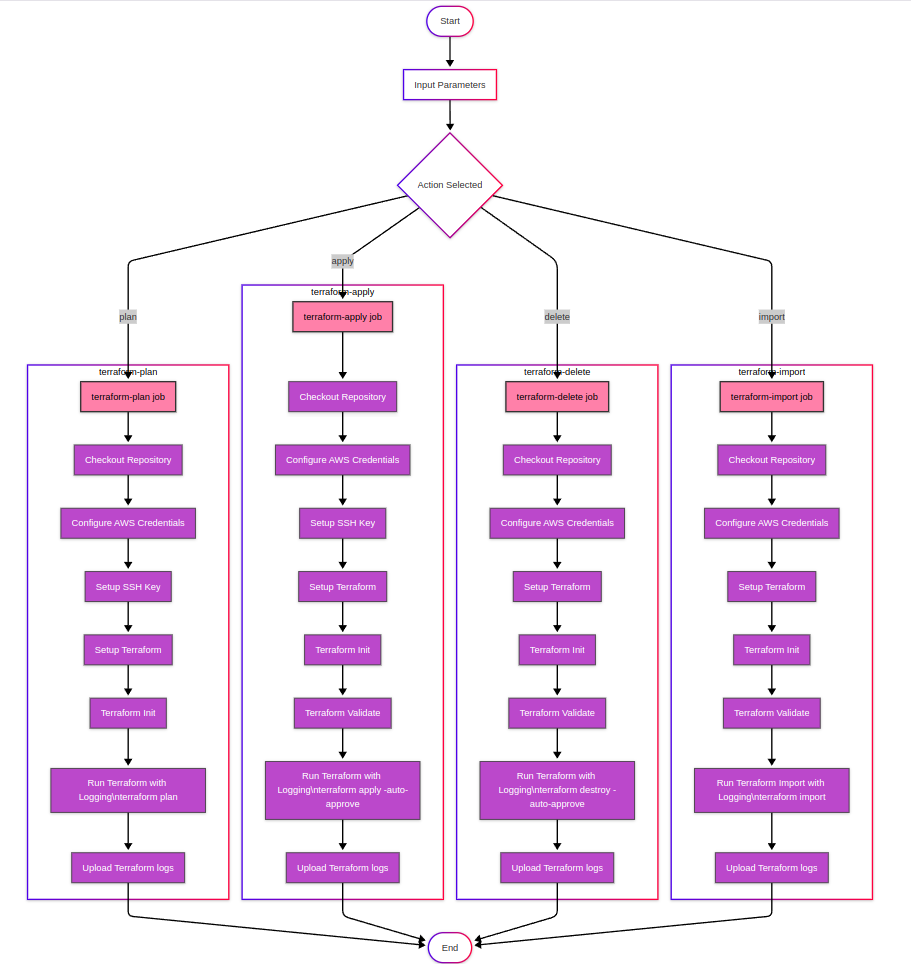 Start
Input Parameters
Action Selected
plan
terraform-plan
terraform-plan job
Checkout Repository
Configure AWS Credentials
Setup SSH Key
Setup Terraform
Terraform Init
Run Terraform with
Logging\nterraform plan
Upload Terraform logs
apply
terraform-apply
terraform-apply job
Checkout Repository
Configure AWS Credentials
Setup SSH Key
Setup Terraform
Terraform Init
Terraform Validate
Run Terraform with
Logging\nterraform apply -auto-
approve
Upload Terraform logs
delete
terraform-delete
terraform-delete job
Checkout Repository
Configure AWS Credentials
Setup Terraform
Terraform Init
Terraform Validate
Run Terraform with
Logging\nterraform destroy -
auto-approve
Upload Terraform logs
import
terraform-import
terraform-import job
Checkout Repository
Configure AWS Credentials
Setup Terraform
Terraform Init
Terraform Validate
Run Terraform Import with
Logging\nterraform import
Upload Terraform logs
End